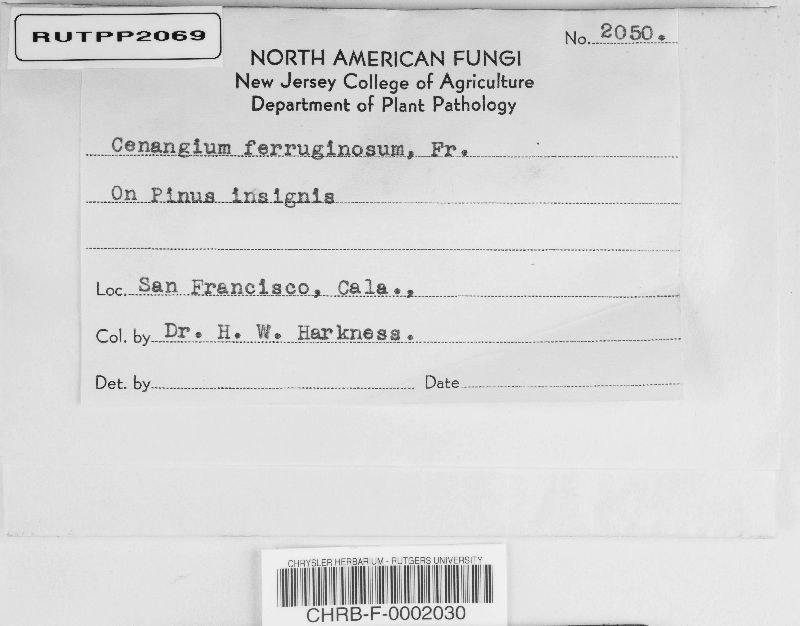 RUTPP2069
No. 2050.
NORTH AMERICAN FUNGI
New Jersey College of Agriculture
Department of Plant Pathology
Cenangium ferruginosum, Fr.
On Pinus insignis
Loc. San Francisco, Cala.,
Col. by Dr. H. W. Harkness.
Det. by Date
CHRYSLER HERBARIUM - RUTGERS UNIVERSITY
CHRB-F-0002030